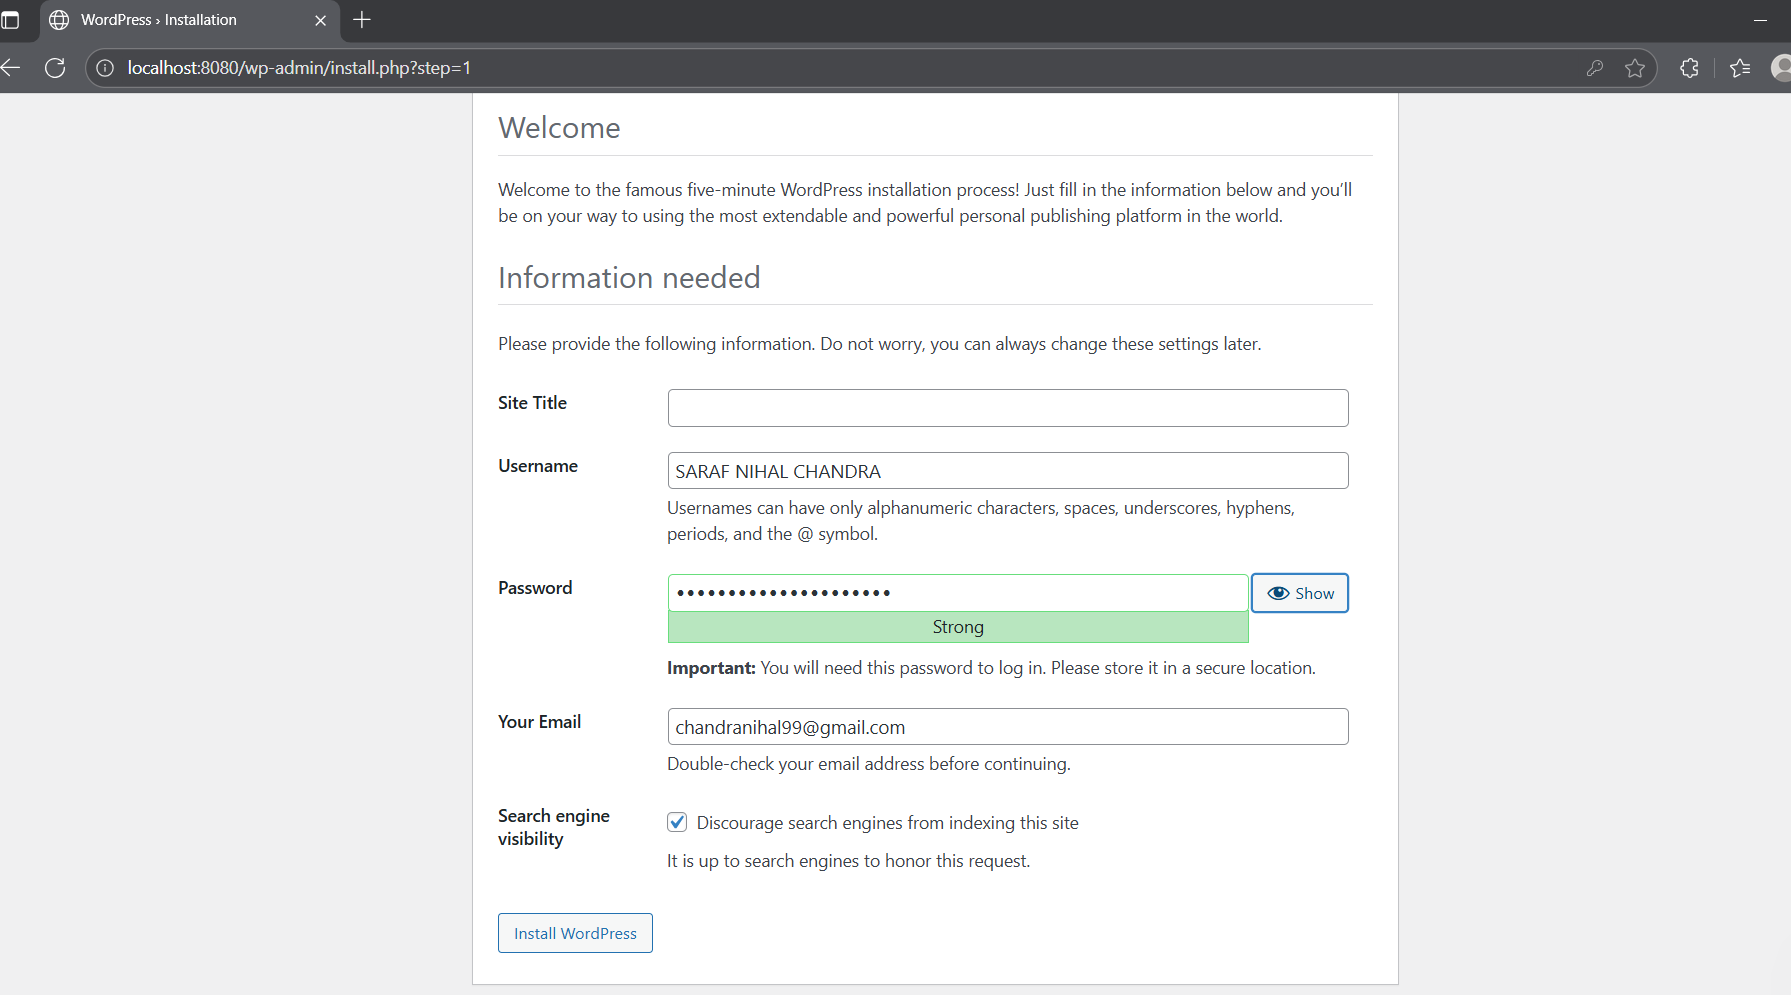 WordPress › Installation
localhost:8080/wp-admin/install.php?step=1
Welcome
Welcome to the famous five-minute WordPress installation process! Just fill in the information below and you’ll
be on your way to using the most extendable and powerful personal publishing platform in the world.
Information needed
Please provide the following information. Do not worry, you can always change these settings later.
Site Title
Username
SARAF NIHAL CHANDRA
Usernames can have only alphanumeric characters, spaces, underscores, hyphens,
periods, and the @ symbol.
Password
•••••••••••••••••••••
Show
Strong
Important: You will need this password to log in. Please store it in a secure location.
Your Email
chandranihal99@gmail.com
Double-check your email address before continuing.
Search engine
visibility
Discourage search engines from indexing this site
It is up to search engines to honor this request.
Install WordPress